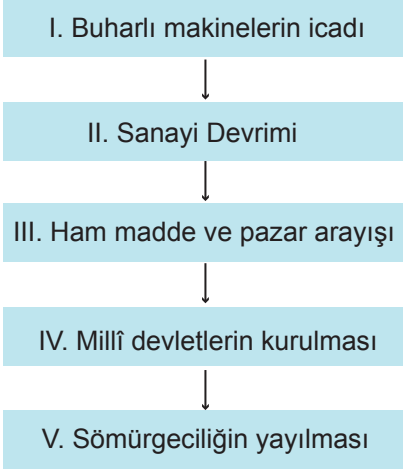 I. Buharlı makinelerin icadı
II. Sanayi Devrimi
III. Ham madde ve pazar arayışı
IV. Millî devletlerin kurulması
V. Sömürgeciliğin yayılması